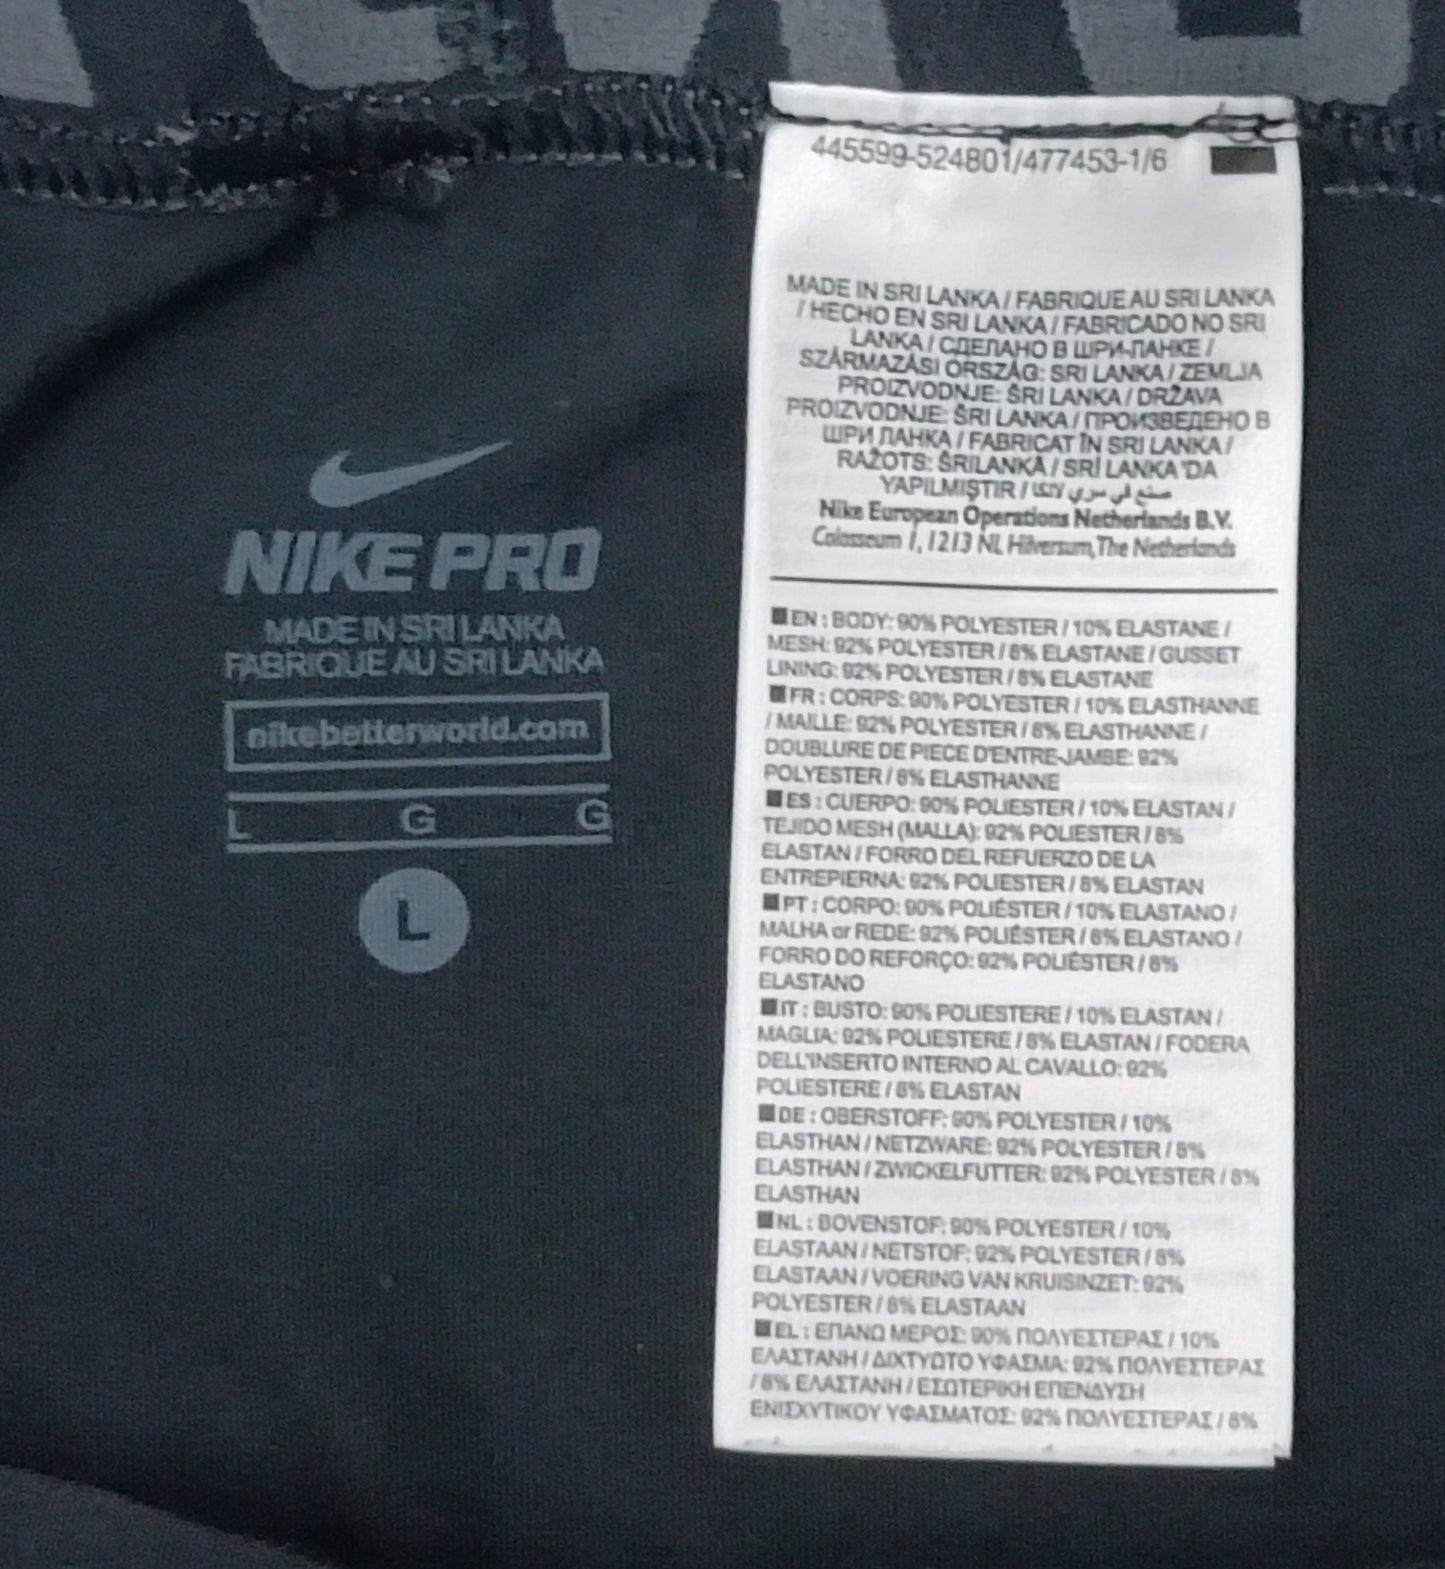 445599-524801/477453-1/6
MADE IN SRI LANKA / FABRIQUE AU SRI LANKA
/ HECHO EN SRI LANKA / FABRICADO NO SRI
LANKA / СДЕЛАНО В ШРИ-ЛАНКЕ /
SZÁRMAZÁSI ORSZÁG: SRI LANKA / ZEMLJA
PROIZVODNJE: ŠRI LANKA / DRŽAVA
PROIZVODNJE: ŠRI LANKA / ПРОИЗВЕДЕНО В
ШРИ ЛАНКА / FABRICAT ÎN SRI LANKA /
RAŽOTS: ŠRILANKĀ / SRİ LANKA'DA
YAPILMIŞTIR / صنع في سري لانكا
Nike European Operations Netherlands B.V.
Colosseum 1, 1213 NL Hilversum, The Netherlands
EN : BODY: 90% POLYESTER / 10% ELASTANE /
MESH: 92% POLYESTER / 8% ELASTANE / GUSSET
LINING: 92% POLYESTER / 8% ELASTANE
FR : CORPS: 90% POLYESTER / 10% ELASTHANNE
/ MAILLE: 92% POLYESTER / 8% ELASTHANNE /
DOUBLURE DE PIECE D'ENTRE-JAMBE: 92%
POLYESTER / 8% ELASTHANNE
ES : CUERPO: 90% POLIESTER / 10% ELASTAN /
TEJIDO MESH (MALLA): 92% POLIESTER / 8%
ELASTAN / FORRO DEL REFUERZO DE LA
ENTREPIERNA: 92% POLIESTER / 8% ELASTAN
PT : CORPO: 90% POLIÉSTER / 10% ELASTANO /
MALHA or REDE: 92% POLIÉSTER / 8% ELASTANO /
FORRO DO REFORÇO: 92% POLIÉSTER / 8%
ELASTANO
IT : BUSTO: 90% POLIESTERE / 10% ELASTAN /
MAGLIA: 92% POLIESTERE / 8% ELASTAN / FODERA
DELL'INSERTO INTERNO AL CAVALLO: 92%
POLIESTERE / 8% ELASTAN
DE : OBERSTOFF: 90% POLYESTER / 10%
ELASTHAN / NETZWARE: 92% POLYESTER / 8%
ELASTHAN / ZWICKELFUTTER: 92% POLYESTER / 8%
ELASTHAN
NL : BOVENSTOF: 90% POLYESTER / 10%
ELASTAAN / NETSTOF: 92% POLYESTER / 8%
ELASTAAN / VOERING VAN KRUISINZET: 92%
POLYESTER / 8% ELASTAAN
EL : ΕΠΑΝΩ ΜΕΡΟΣ: 90% ΠΟΛΥΕΣΤΕΡΑΣ / 10%
ΕΛΑΣΤΑΝΗ / ΔΙΧΤΥΩΤΟ ΥΦΑΣΜΑ: 92% ΠΟΛΥΕΣΤΕΡΑΣ
/ 8% ΕΛΑΣΤΑΝΗ / ΕΣΩΤΕΡΙΚΗ ΕΠΕΝΔΥΣΗ
ΕΝΙΣΧΥΤΙΚΟΥ ΥΦΑΣΜΑΤΟΣ: 92% ΠΟΛΥΕΣΤΕΡΑΣ / 8%
NIKE PRO
MADE IN SRI LANKA
FABRIQUE AU SRI LANKA
nikebetterworld.com
L G G
L